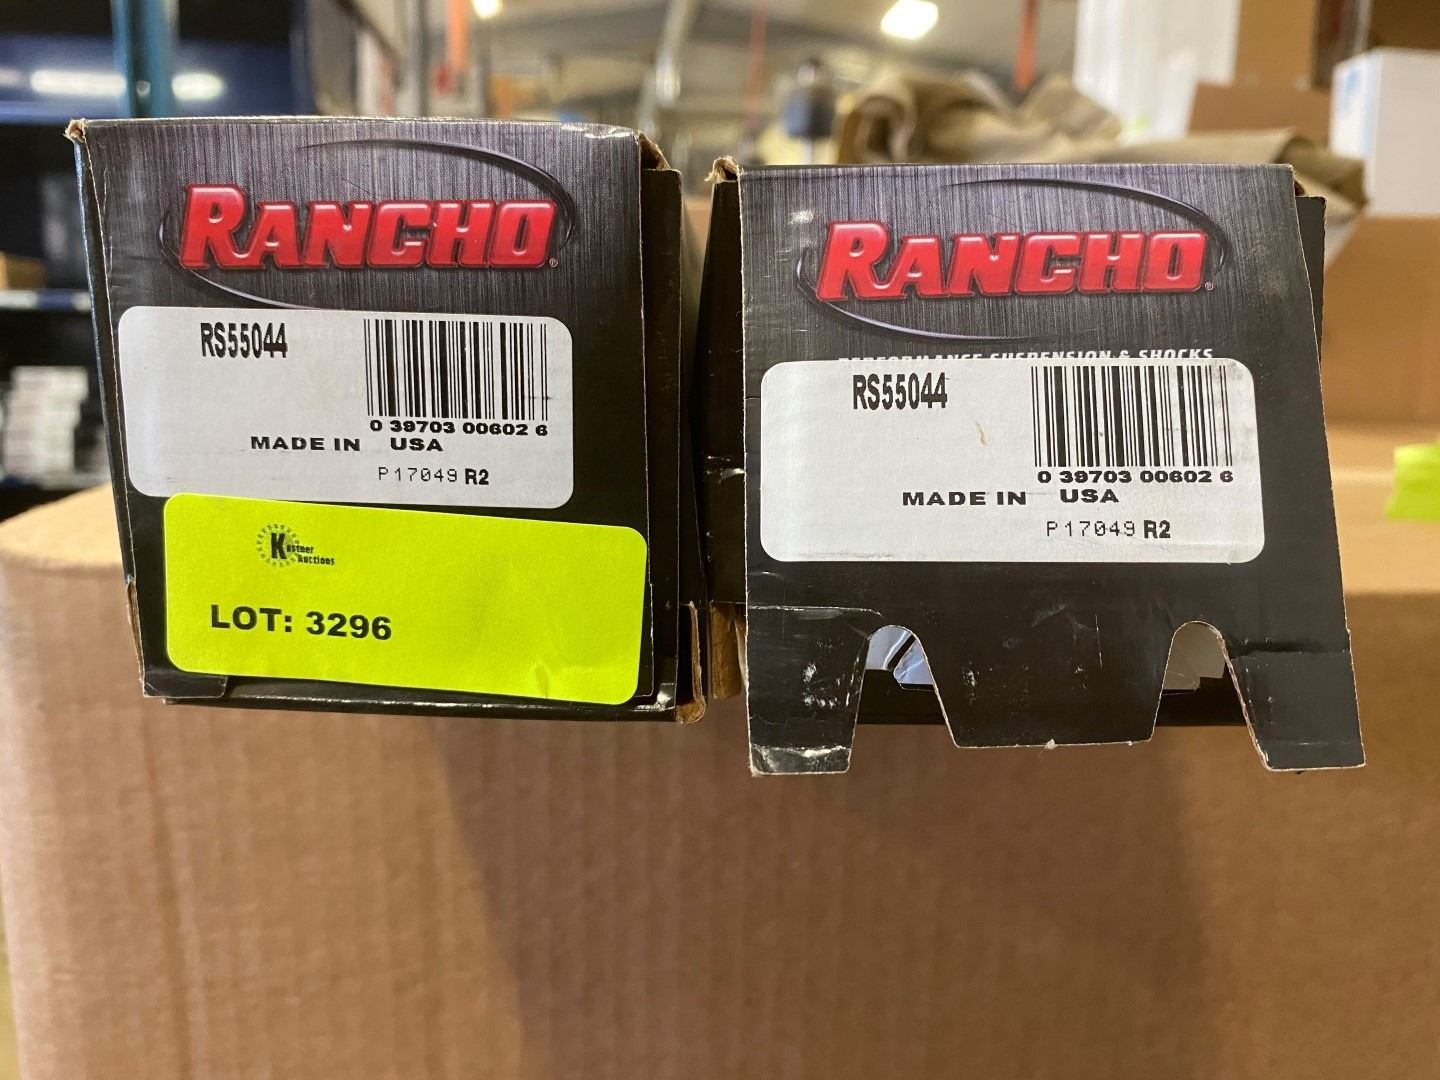 RANCHO®
RS55044
0 39703 00602 6
MADE IN USA
P17049 R2
Kastner
Auctions
LOT: 3296
RANCHO®
PERFORMANCE SUSPENSION & SHOCKS
RS55044
0 39703 00602 6
MADE IN USA
P17049 R2